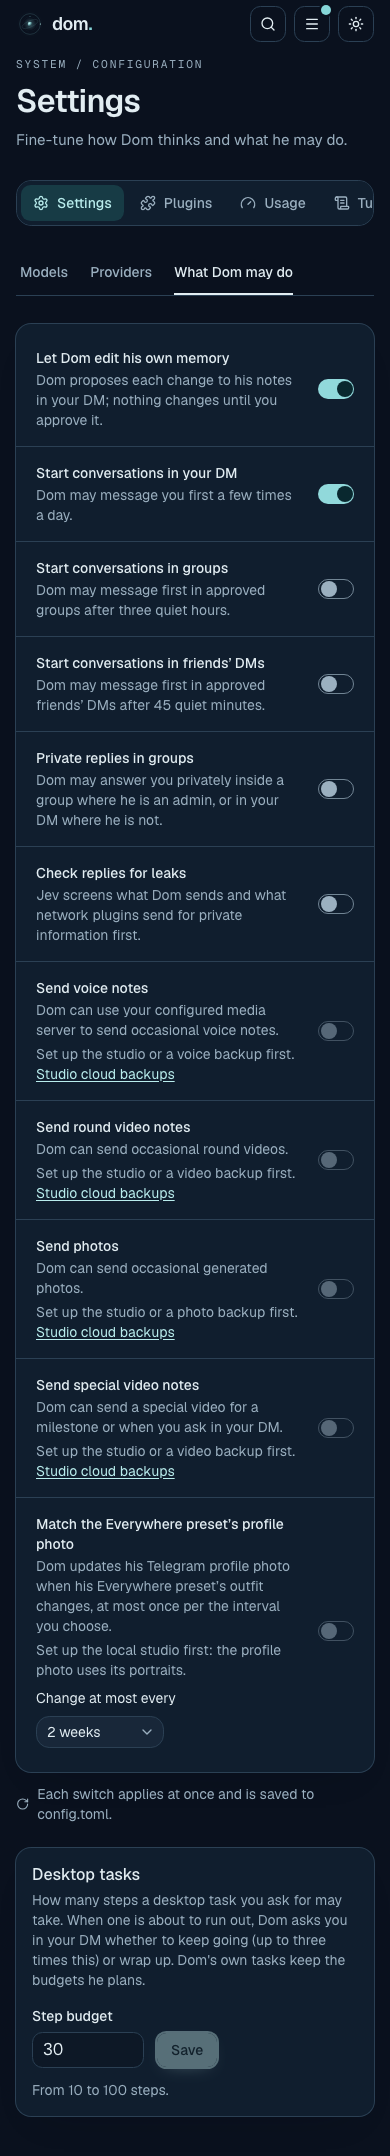 dom.
SYSTEM / CONFIGURATION
Settings
Fine-tune how Dom thinks and what he may do.
Settings Plugins Usage Tu
Models Providers What Dom may do
Let Dom edit his own memory
Dom proposes each change to his notes
in your DM; nothing changes until you
approve it.
Start conversations in your DM
Dom may message you first a few times
a day.
Start conversations in groups
Dom may message first in approved
groups after three quiet hours.
Start conversations in friends’ DMs
Dom may message first in approved
friends’ DMs after 45 quiet minutes.
Private replies in groups
Dom may answer you privately inside a
group where he is an admin, or in your
DM where he is not.
Check replies for leaks
Jev screens what Dom sends and what
network plugins send for private
information first.
Send voice notes
Dom can use your configured media
server to send occasional voice notes.
Set up the studio or a voice backup first.
Studio cloud backups
Send round video notes
Dom can send occasional round videos.
Set up the studio or a video backup first.
Studio cloud backups
Send photos
Dom can send occasional generated
photos.
Set up the studio or a photo backup first.
Studio cloud backups
Send special video notes
Dom can send a special video for a
milestone or when you ask in your DM.
Set up the studio or a video backup first.
Studio cloud backups
Match the Everywhere preset’s profile
photo
Dom updates his Telegram profile photo
when his Everywhere preset’s outfit
changes, at most once per the interval
you choose.
Set up the local studio first: the profile
photo uses its portraits.
Change at most every
2 weeks
Each switch applies at once and is saved to
config.toml.
Desktop tasks
How many steps a desktop task you ask for may
take. When one is about to run out, Dom asks you
in your DM whether to keep going (up to three
times this) or wrap up. Dom’s own tasks keep the
budgets he plans.
Step budget
30 Save
From 10 to 100 steps.